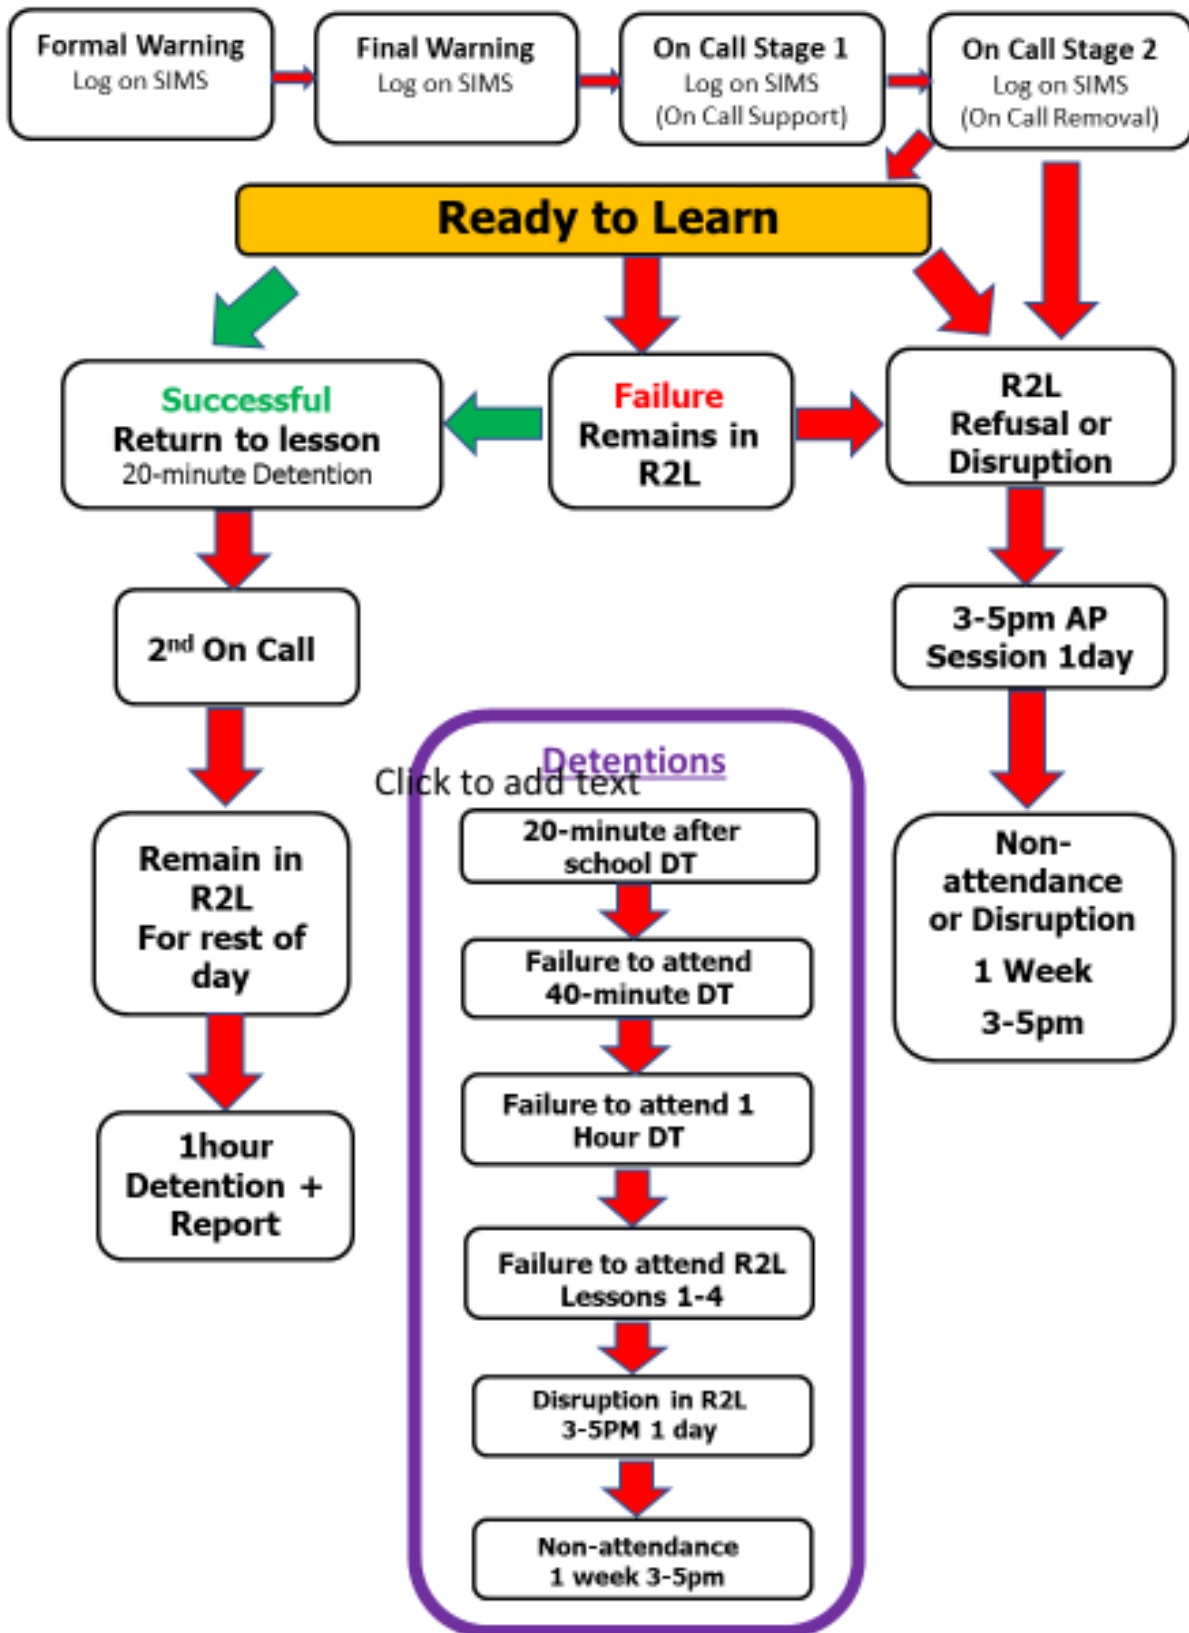 Formal Warning
Log on SIMS
Final Warning
Log on SIMS
On Call Stage 1
Log on SIMS
(On Call Support)
On Call Stage 2
Log on SIMS
(On Call Removal)
Ready to Learn
Successful
Return to lesson
20-minute Detention
Failure
Remains in
R2L
R2L
Refusal or
Disruption
2nd On Call
3-5pm AP
Session 1day
Remain in
R2L
For rest of
day
Non-
attendance
or Disruption
1 Week
3-5pm
1hour
Detention +
Report
Detentions
Click to add text
20-minute after
school DT
Failure to attend
40-minute DT
Failure to attend 1
Hour DT
Failure to attend R2L
Lessons 1-4
Disruption in R2L
3-5PM 1 day
Non-attendance
1 week 3-5pm